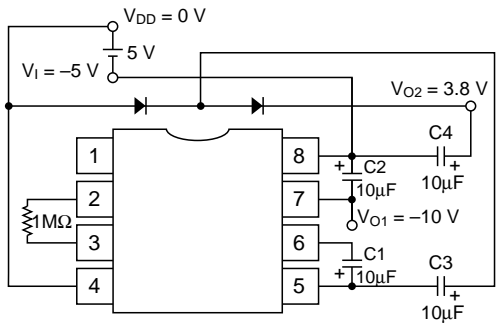 VDD = 0 V
5 V
VI = –5 V
VO2 = 3.8 V
C4
+
10μF
1
8
+
C2
10μF
2
7
1MΩ
VO1 = –10 V
3
6
C1
+
10μF
C3
4
5
+
10μF